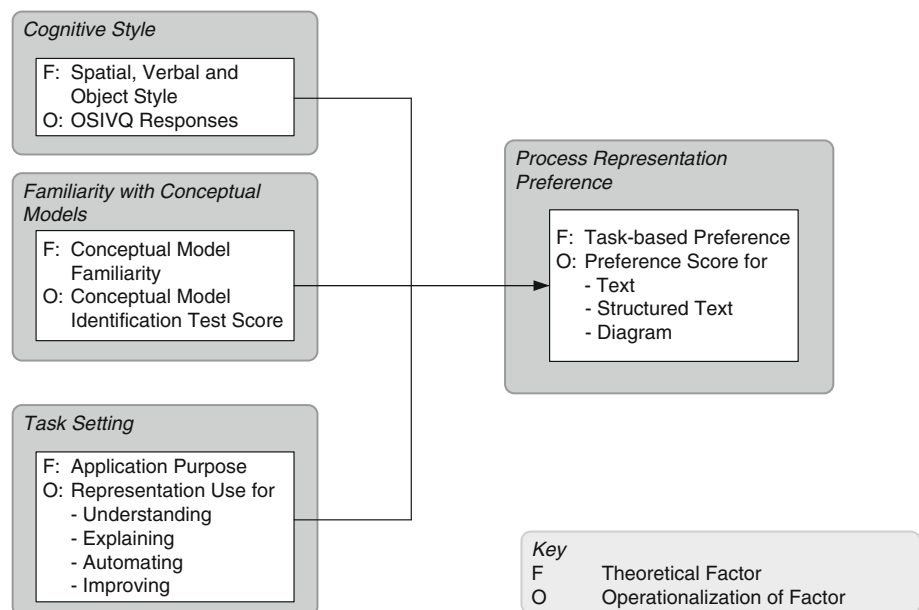 Cognitive Style
F: Spatial, Verbal and
Object Style
O: OSIVQ Responses
Familiarity with Conceptual
Models
F: Conceptual Model
Familiarity
O: Conceptual Model
Identification Test Score
Task Setting
F: Application Purpose
O: Representation Use for
- Understanding
- Explaining
- Automating
- Improving
Process Representation
Preference
F: Task-based Preference
O: Preference Score for
- Text
- Structured Text
- Diagram
Key
F Theoretical Factor
O Operationalization of Factor